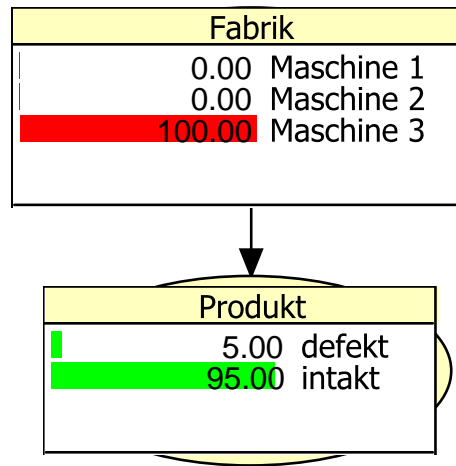 Fabrik
0.00 Maschine 1
0.00 Maschine 2
100.00 Maschine 3
Produkt
5.00 defekt
95.00 intakt